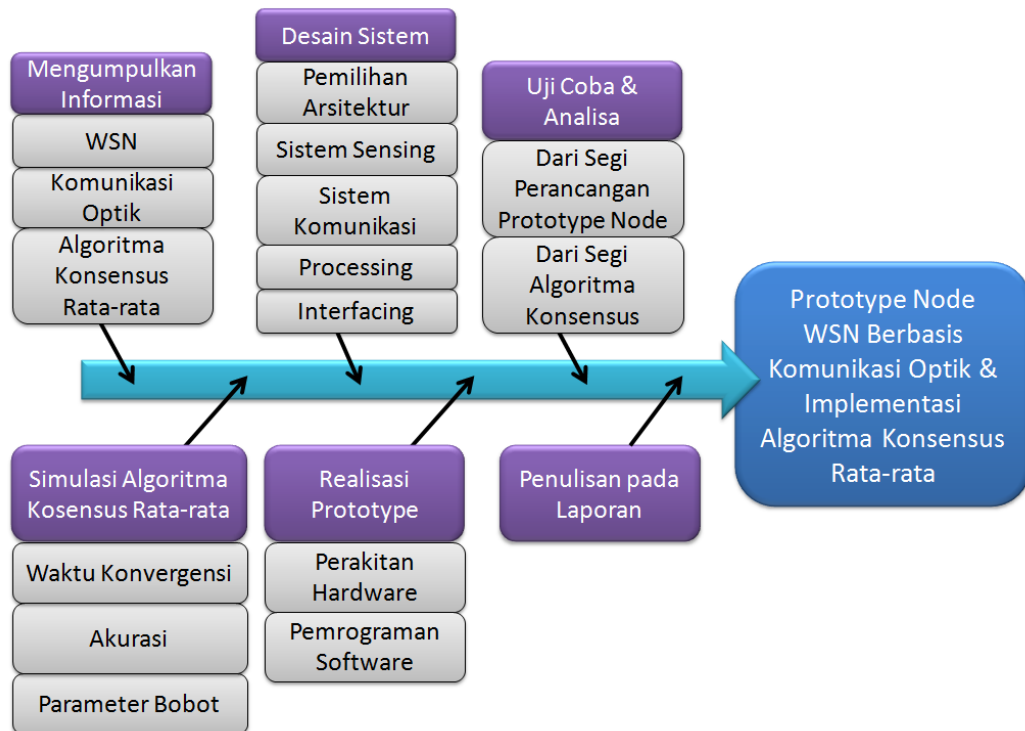 Mengumpulkan
Informasi
WSN
Komunikasi
Optik
Algoritma
Konsensus
Rata-rata
Desain Sistem
Pemilihan
Arsitektur
Sistem Sensing
Sistem
Komunikasi
Processing
Interfacing
Uji Coba &
Analisa
Dari Segi
Perancangan
Prototype Node
Dari Segi
Algoritma
Konsensus
Simulasi Algoritma
Kosensus Rata-rata
Waktu Konvergensi
Akurasi
Parameter Bobot
Realisasi
Prototype
Perakitan
Hardware
Pemrograman
Software
Penulisan pada
Laporan
Prototype Node
WSN Berbasis
Komunikasi Optik &
Implementasi
Algoritma Konsensus
Rata-rata